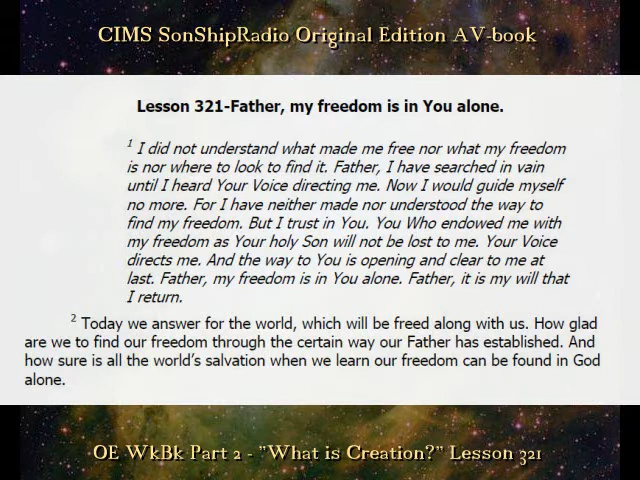 CIMS SonShipRadio Original Edition AV-book
Lesson 321-Father, my freedom is in You alone.
1 I did not understand what made me free nor what my freedom
is nor where to look to find it. Father, I have searched in vain
until I heard Your Voice directing me. Now I would guide myself
no more. For I have neither made nor understood the way to
find my freedom. But I trust in You. You Who endowed me with
my freedom as Your holy Son will not be lost to me. Your Voice
directs me. And the way to You is opening and clear to me at
last. Father, my freedom is in You alone. Father, it is my will that
I return.
2 Today we answer for the world, which will be freed along with us. How glad
are we to find our freedom through the certain way our Father has established. And
how sure is all the world's salvation when we learn our freedom can be found in God
alone.
OE WkBk Part 2 - "What is Creation?" Lesson 321